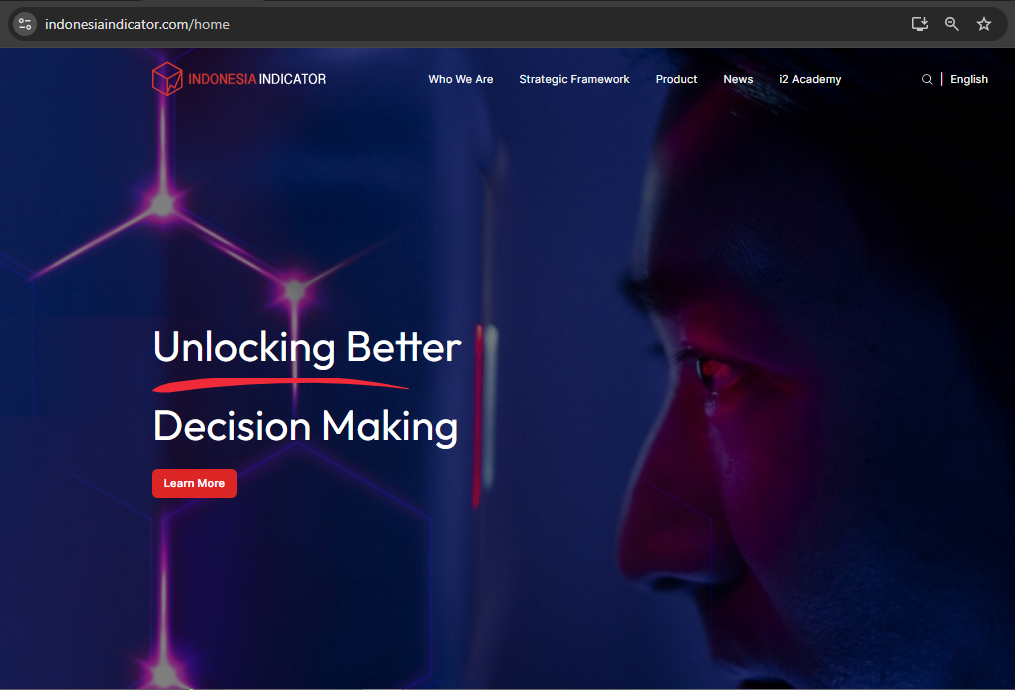 indonesiaindicator.com/home
INDONESIA INDICATOR
Who We Are
Strategic Framework
Product
News
i2 Academy
English
Unlocking Better
Decision Making
Learn More